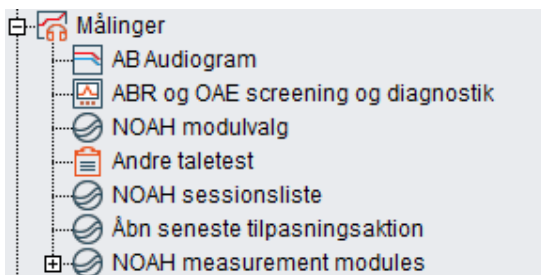 Målinger
AB Audiogram
ABR og OAE screening og diagnostik
NOAH modulvalg
Andre taletest
NOAH sessionsliste
Åbn seneste tilpasningsaktion
NOAH measurement modules